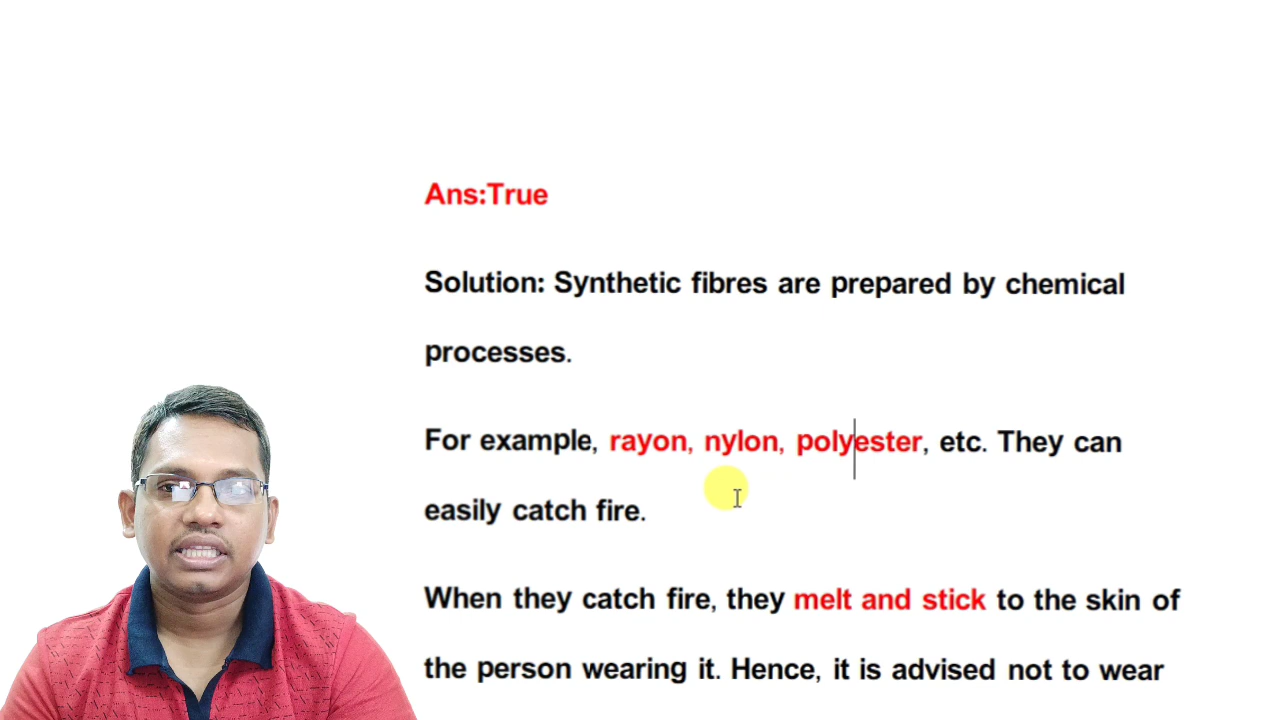 Ans:True
Solution: Synthetic fibres are prepared by chemical
processes.
For example, rayon, nylon, polyester, etc. They can
easily catch fire.
When they catch fire, they melt and stick to the skin of
the person wearing it. Hence, it is advised not to wear